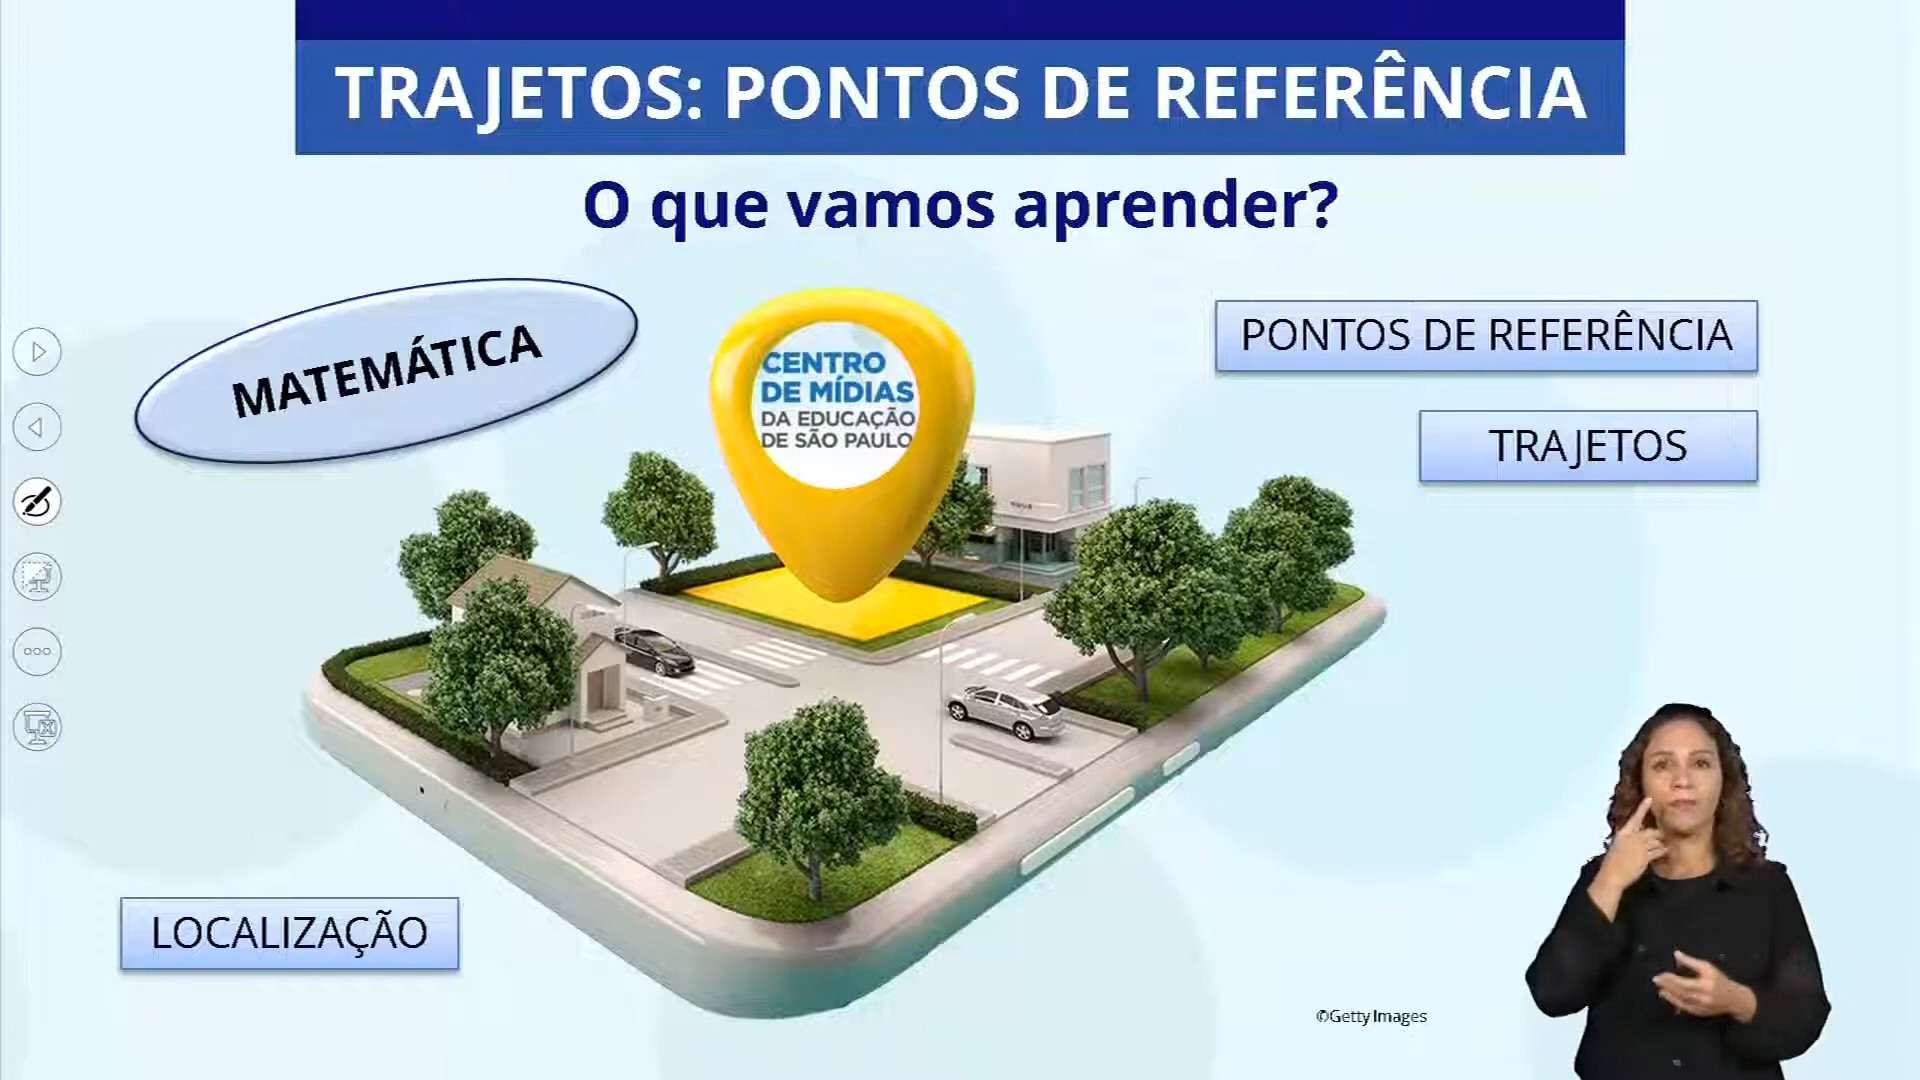 TRAJETOS: PONTOS DE REFERÊNCIA
O que vamos aprender?
MATEMÁTICA
CENTRO
DE MÍDIAS
DA EDUCAÇÃO
DE SÃO PAULO
PONTOS DE REFERÊNCIA
TRAJETOS
LOCALIZAÇÃO
©Getty Images